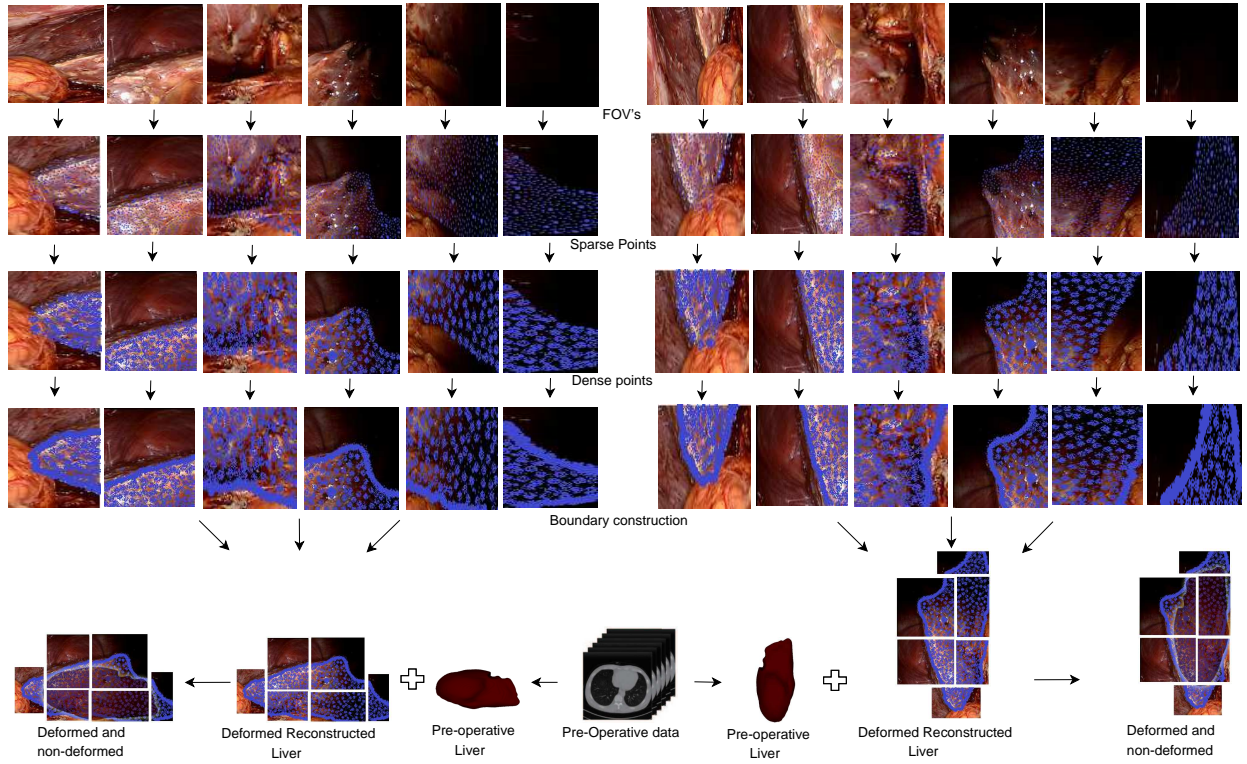 FOV's
Sparse Points
Dense points
Boundary construction
Deformed and
non-deformed
Deformed Reconstructed
Liver
Pre-operative
Liver
Pre-Operative data
Pre-operative
Liver
Deformed Reconstructed
Liver
Deformed and
non-deformed